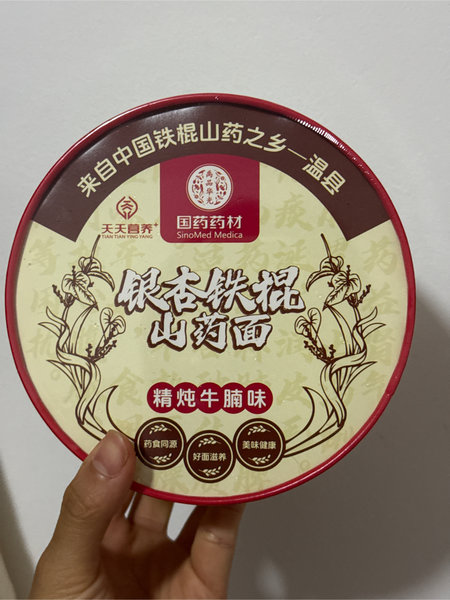 来自中国铁棍山药之乡—温县
天天营养+
TIAN TIAN YING YANG
国药药材
SinoMed Medica
银杏铁棍
山药面
精炖牛腩味
药食同源
好面滋养
美味健康